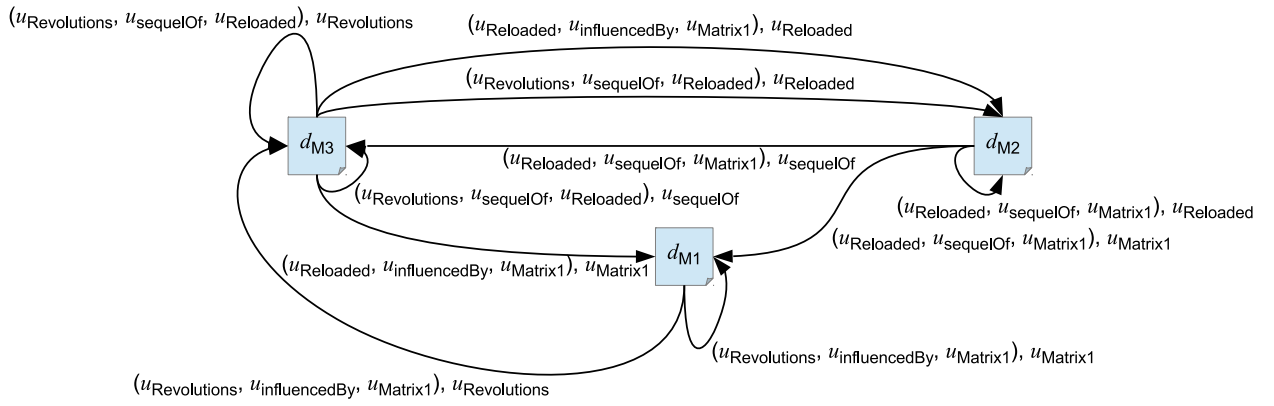 (uRevolutions, usequelOf, uReloaded), uRevolutions
(uReloaded, uinfluencedBy, uMatrix1), uReloaded
(uRevolutions, usequelOf, uReloaded), uReloaded
dM3
dM2
(uReloaded, usequelOf, uMatrix1), usequelOf
(uRevolutions, usequelOf, uReloaded), usequelOf
(uReloaded, usequelOf, uMatrix1), uReloaded
(uReloaded, usequelOf, uMatrix1), uMatrix1
dM1
(uReloaded, uinfluencedBy, uMatrix1), uMatrix1
(uRevolutions, uinfluencedBy, uMatrix1), uMatrix1
(uRevolutions, uinfluencedBy, uMatrix1), uRevolutions